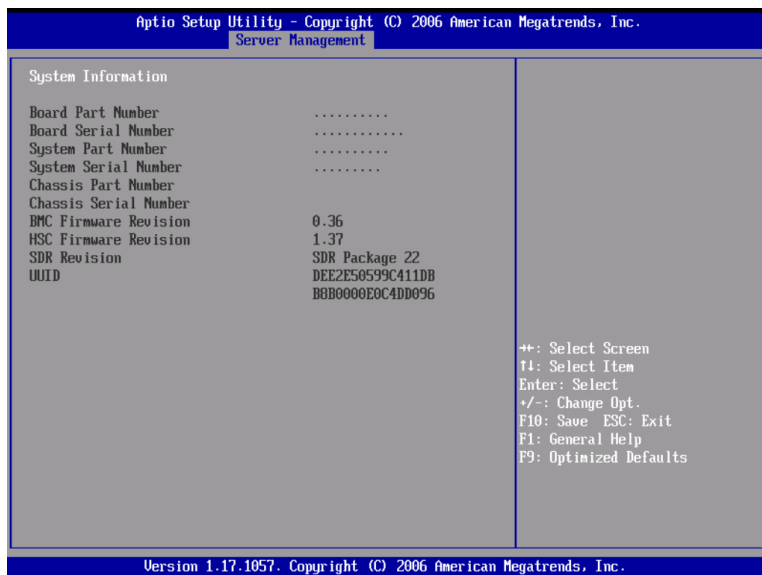 Aptio Setup Utility - Copyright (C) 2006 American Megatrends, Inc.
Server Management
System Information
Board Part Number ..........
Board Serial Number ............
System Part Number ..........
System Serial Number .........
Chassis Part Number
Chassis Serial Number
BMC Firmware Revision 0.36
HSC Firmware Revision 1.37
SDR Revision SDR Package 22
UUID DEE2E50599C411DB
B8B0000E0C4DD096
→←: Select Screen
↑↓: Select Item
Enter: Select
+/-: Change Opt.
F10: Save ESC: Exit
F1: General Help
F9: Optimized Defaults
Version 1.17.1057. Copyright (C) 2006 American Megatrends, Inc.